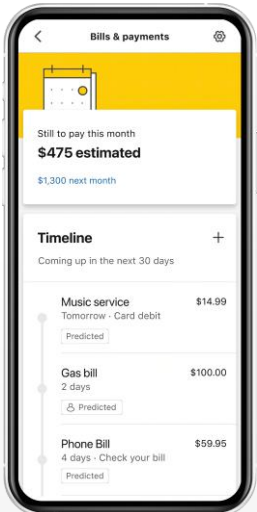 Bills & payments
Still to pay this month
$475 estimated
$1,300 next month
Timeline
Coming up in the next 30 days
Music service $14.99
Tomorrow · Card debit
Predicted
Gas bill $100.00
2 days
Predicted
Phone Bill $59.95
4 days · Check your bill
Predicted